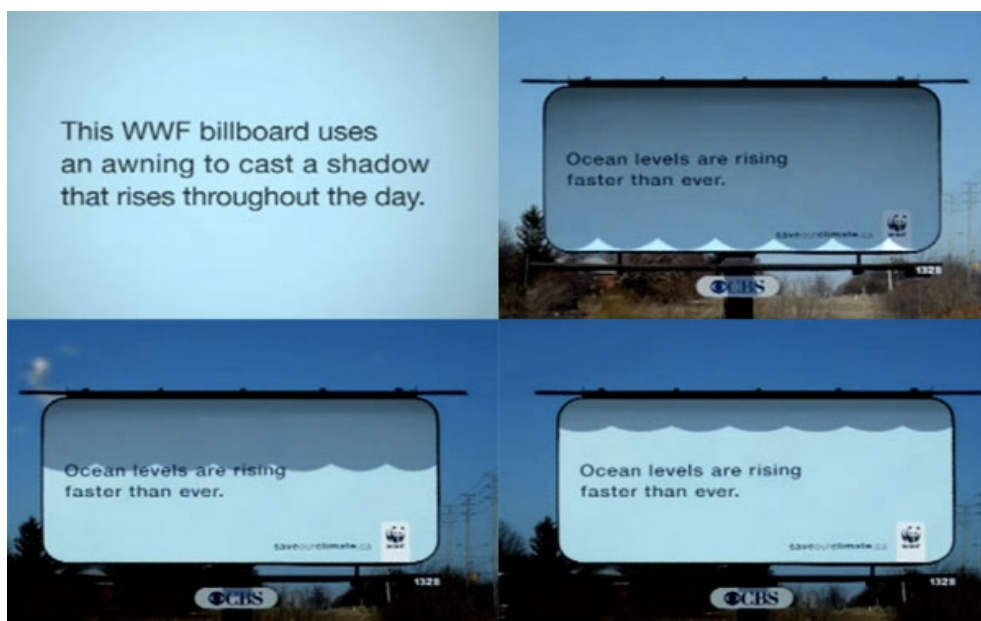 This WWF billboard uses
an awning to cast a shadow
that rises throughout the day.
Ocean levels are rising
faster than ever.
saveourclimate.ca
WWF
1328
CBS
Ocean levels are rising
faster than ever.
saveourclimate.ca
WWF
1328
CBS
Ocean levels are rising
faster than ever.
saveourclimate.ca
WWF
1328
CBS